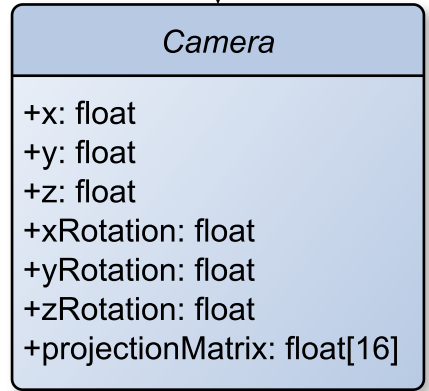 Camera
+x: float
+y: float
+z: float
+xRotation: float
+yRotation: float
+zRotation: float
+projectionMatrix: float[16]